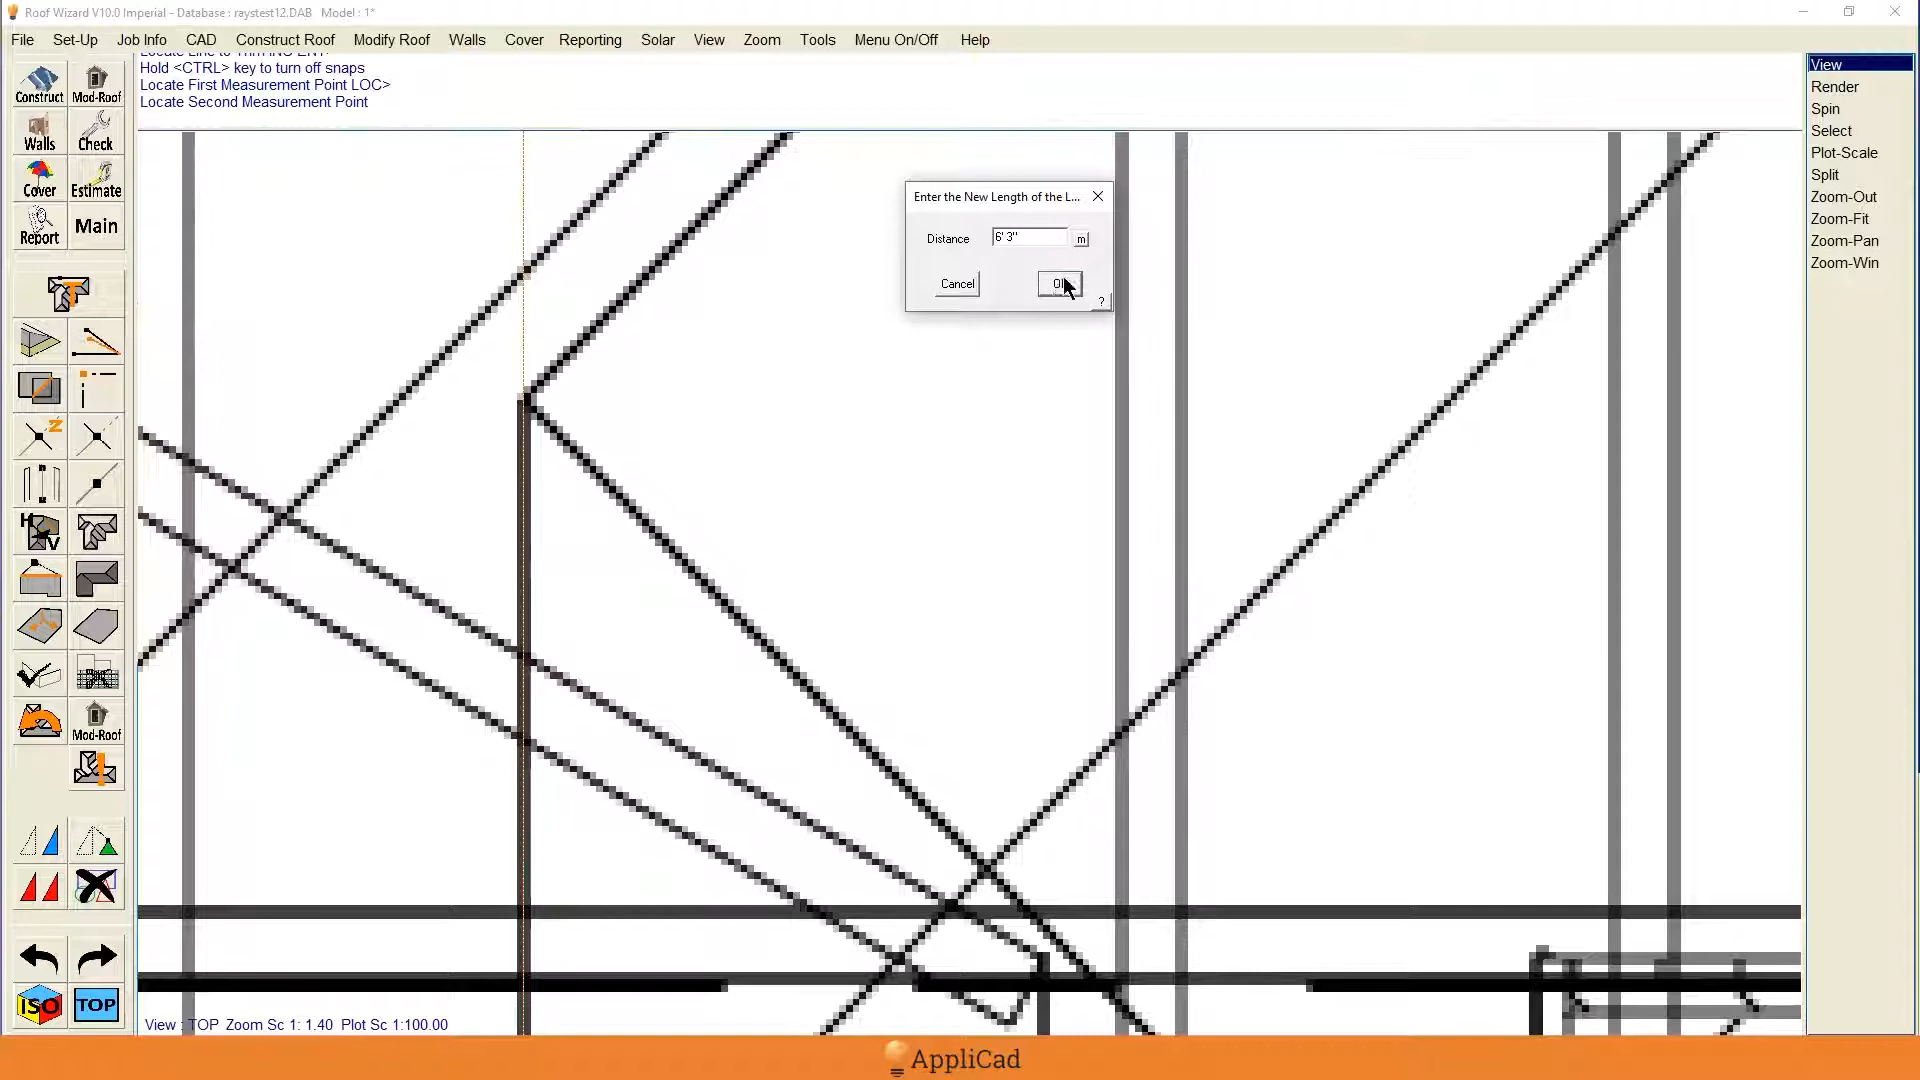 Roof Wizard V10.0 Imperial - Database : raystest12.DAB   Model : 1*
File Set-Up Job Info CAD Construct Roof Modify Roof Walls Cover Reporting Solar View Zoom Tools Menu On/Off Help
Hold <CTRL> key to turn off snaps
Locate First Measurement Point LOC>
Locate Second Measurement Point
Construct Mod-Roof
Walls Check
Cover Estimate
Report Main
H
V
Z
Mod-Roof
ISO TOP
Enter the New Length of the L...
Distance 6' 3" m
Cancel
?
View
Render
Spin
Select
Plot-Scale
Split
Zoom-Out
Zoom-Fit
Zoom-Pan
Zoom-Win
View : TOP Zoom Sc 1: 1.40 Plot Sc 1:100.00
AppliCad